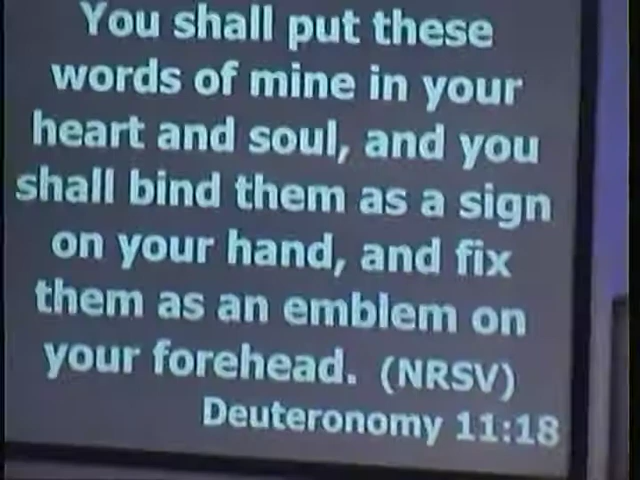 You shall put these
words of mine in your
heart and soul, and you
shall bind them as a sign
on your hand, and fix
them as an emblem on
your forehead. (NRSV)
Deuteronomy 11:18